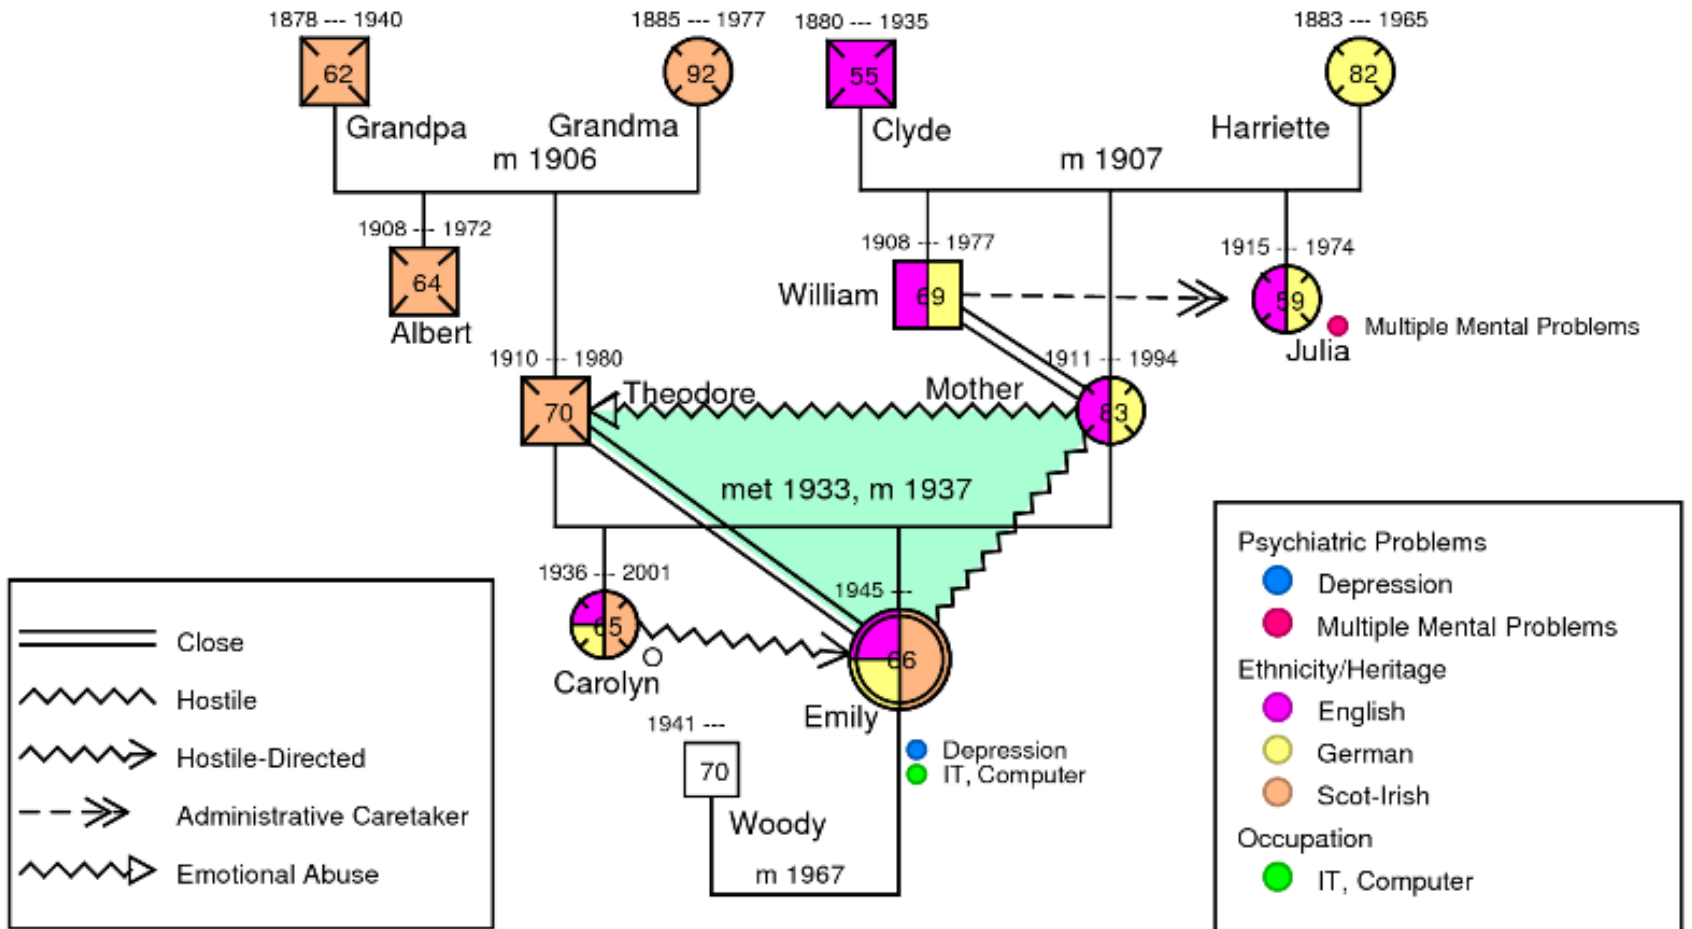 1878 --- 1940
1885 --- 1977
1880 --- 1935
1883 --- 1965
62
92
55
82
Grandpa
Grandma
Clyde
Harriette
m 1906
m 1907
1908 --- 1972
1908 --- 1977
1915 --- 1974
64
William
69
59
Multiple Mental Problems
Albert
Julia
1910 --- 1980
1911 --- 1994
Theodore
Mother
70
83
met 1933, m 1937
1936 --- 2001
1945 ---
65
66
Carolyn
Emily
1941 ---
70
Depression
IT, Computer
Woody
m 1967
Close
Hostile
Hostile-Directed
Administrative Caretaker
Emotional Abuse
Psychiatric Problems
Depression
Multiple Mental Problems
Ethnicity/Heritage
English
German
Scot-Irish
Occupation
IT, Computer